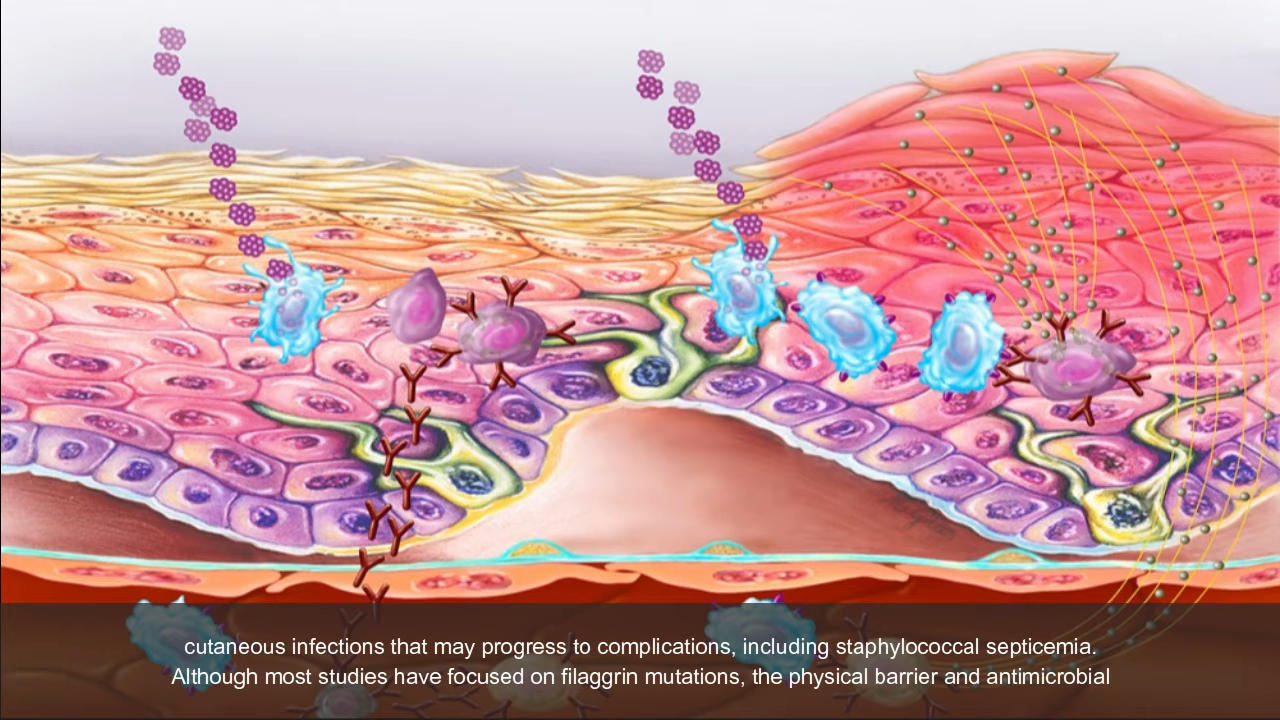 cutaneous infections that may progress to complications, including staphylococcal septicemia.
Although most studies have focused on filaggrin mutations, the physical barrier and antimicrobial